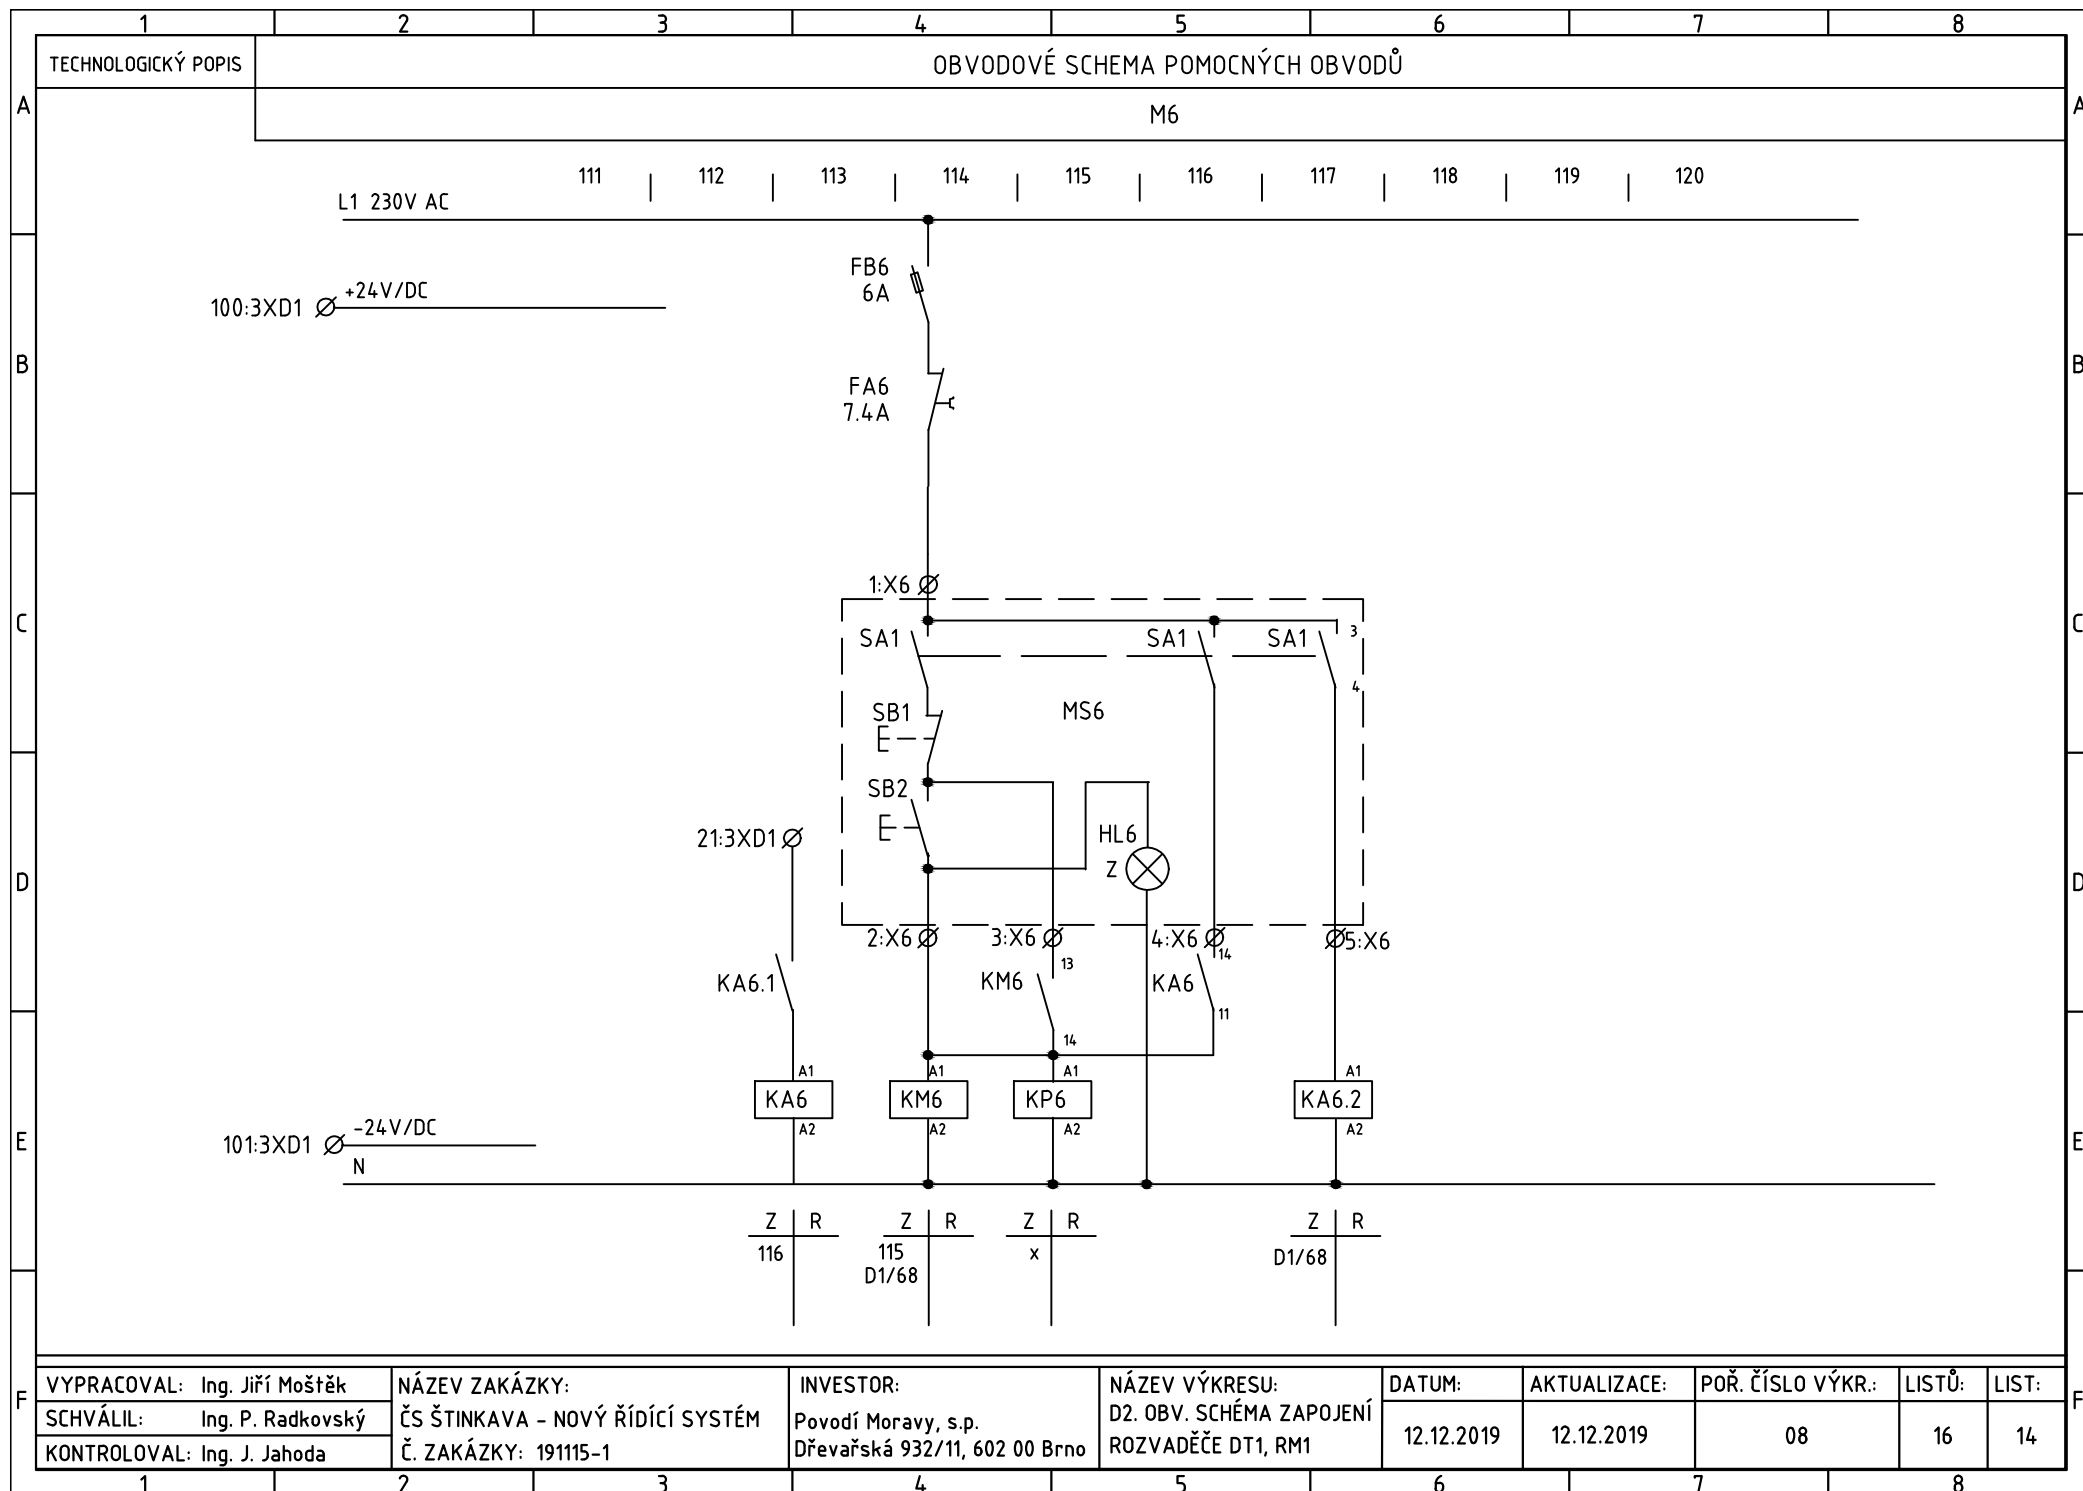 1 2 3 4 5 6 7 8
TECHNOLOGICKÝ POPIS
OBVODOVÉ SCHEMA POMOCNÝCH OBVODŮ
A
A
M6
111 112 113 114 115 116 117 118 119 120
L1 230V AC
FB6
6A
+24V/DC
100:3XD1
B
B
FA6
7.4A
1:X6
C
C
SA1
SA1
SA1
3
4
SB1
MS6
SB2
21:3XD1
HL6
Z
D
D
2:X6
3:X6
4:X6
5:X6
14
13
KA6.1
KM6
KA6
11
14
A1
A1
A1
A1
KA6
KM6
KP6
KA6.2
A2
A2
A2
A2
-24V/DC
101:3XD1
E
E
N
Z R
Z R
Z R
Z R
116
115
x
D1/68
D1/68
F
F
VYPRACOVAL: Ing. Jiří Moštěk
SCHVÁLIL: Ing. P. Radkovský
KONTROLOVAL: Ing. J. Jahoda
NÁZEV ZAKÁZKY:
ČS ŠTINKAVA - NOVÝ ŘÍDÍCÍ SYSTÉM
Č. ZAKÁZKY: 191115-1
INVESTOR:
Povodí Moravy, s.p.
Dřevařská 932/11, 602 00 Brno
NÁZEV VÝKRESU:
D2. OBV. SCHÉMA ZAPOJENÍ
ROZVADĚČE DT1, RM1
DATUM:
12.12.2019
AKTUALIZACE:
12.12.2019
POŘ. ČÍSLO VÝKR.:
08
LISTŮ:
16
LIST:
14
1 2 3 4 5 6 7 8